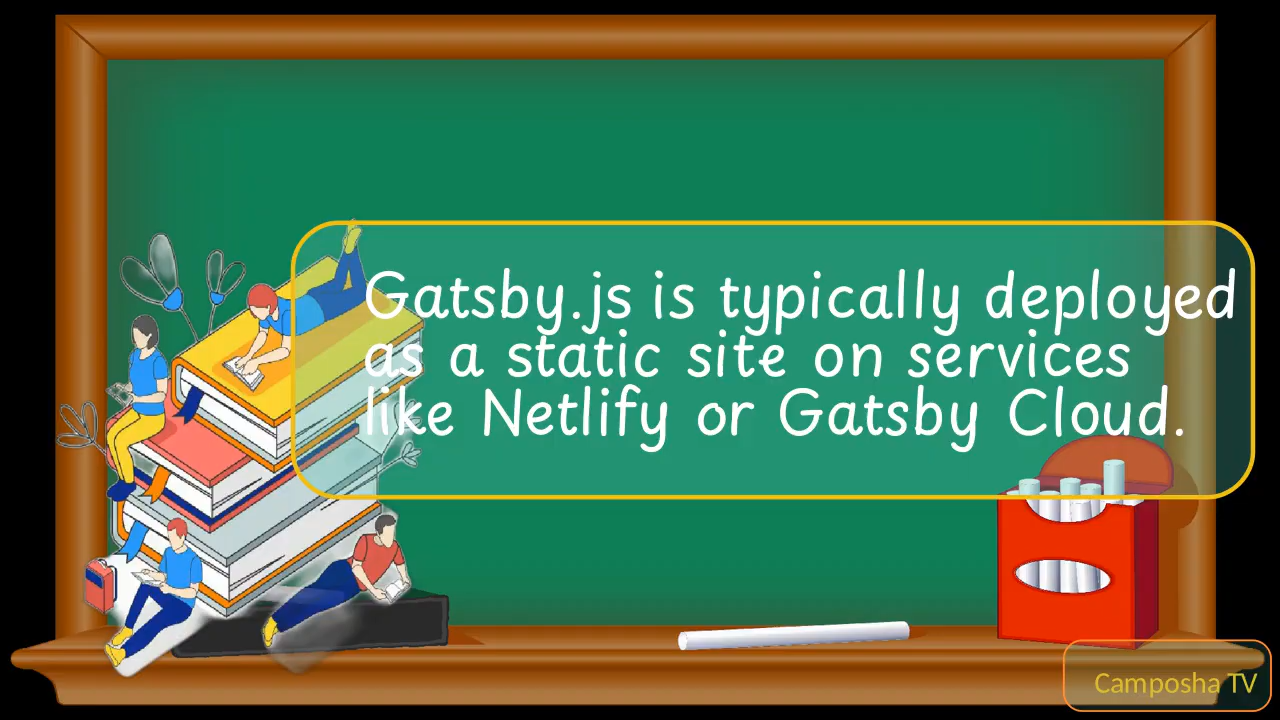 Gatsby.js is typically deployed
as a static site on services
like Netlify or Gatsby Cloud.
Camposha TV